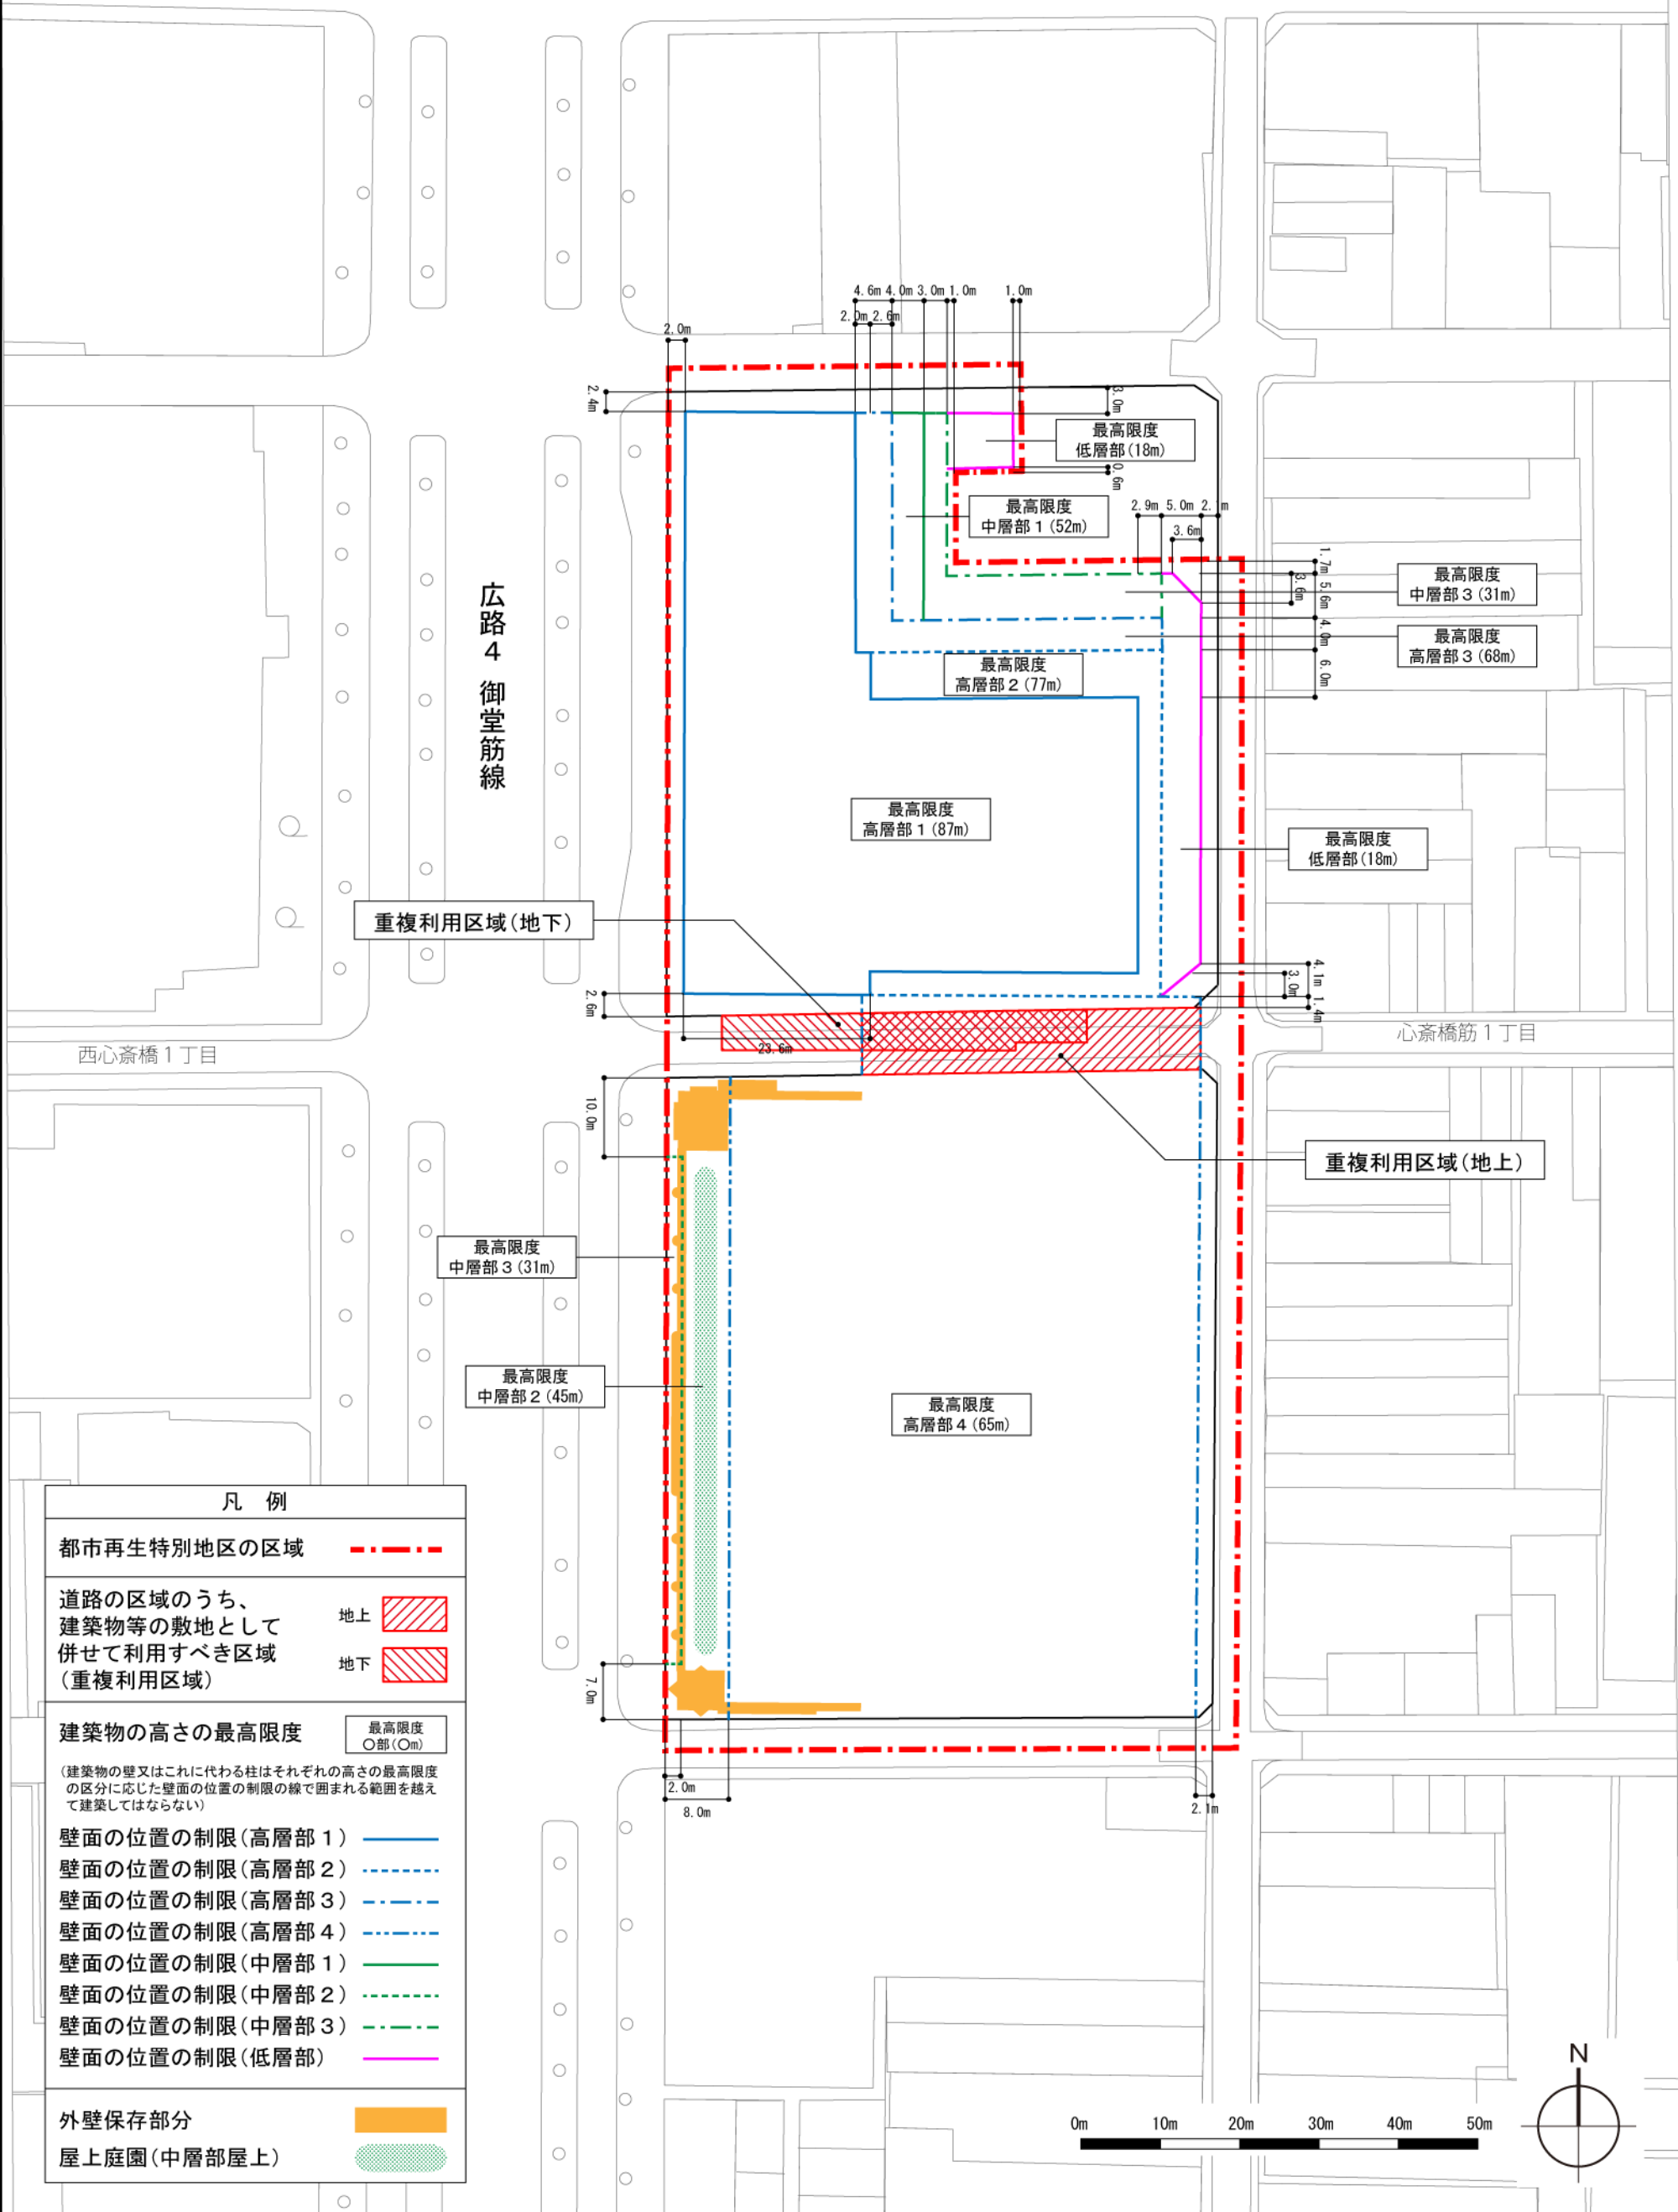 4.6m 4.0m 3.0m 1.0m
1.0m
2.0m 2.6m
2.0m
2.4m
3.0m
最高限度
低層部(18m)
0.6m
最高限度
中層部1(52m)
2.9m 5.0m 2.1m
3.6m
1.7m
3.6m
5.6m
最高限度
中層部3(31m)
4.0m
最高限度
高層部3(68m)
6.0m
広路4 御堂筋線
最高限度
高層部2(77m)
最高限度
高層部1(87m)
最高限度
低層部(18m)
重複利用区域(地下)
4.1m
3.0m
1.4m
2.6m
23.6m
西心斎橋1丁目
心斎橋筋1丁目
10.0m
重複利用区域(地上)
最高限度
中層部3(31m)
最高限度
中層部2(45m)
最高限度
高層部4(65m)
7.0m
2.0m
8.0m
2.1m
凡 例
都市再生特別地区の区域
道路の区域のうち、
建築物等の敷地として
併せて利用すべき区域
(重複利用区域)
地上
地下
建築物の高さの最高限度
最高限度
○部(○m)
(建築物の壁又はこれに代わる柱はそれぞれの高さの最高限度
の区分に応じた壁面の位置の制限の線で囲まれる範囲を越え
て建築してはならない)
壁面の位置の制限(高層部1)
壁面の位置の制限(高層部2)
壁面の位置の制限(高層部3)
壁面の位置の制限(高層部4)
壁面の位置の制限(中層部1)
壁面の位置の制限(中層部2)
壁面の位置の制限(中層部3)
壁面の位置の制限(低層部)
外壁保存部分
屋上庭園(中層部屋上)
N
0m 10m 20m 30m 40m 50m